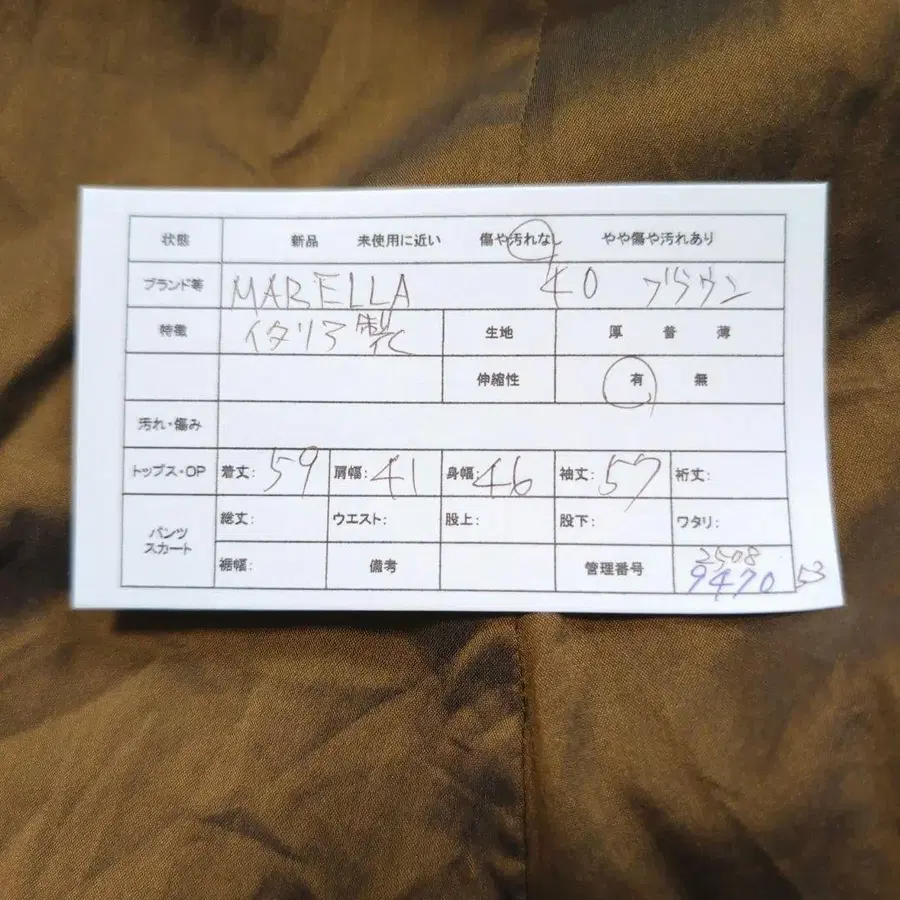 状態 新品 未使用に近い 傷や汚れな やや傷や汚れあり
ブランド等 MARELLA 40 ブラウン
特徴 イタリア製 生地 厚 普 薄
伸縮性 有 無
汚れ・傷み
トップス・OP 着丈: 59 肩幅: 41 身幅: 46 袖丈: 57 裄丈:
パンツ スカート 総丈: ウエスト: 股上: 股下: ワタリ:
裾幅: 備考 管理番号 2508
9470 53